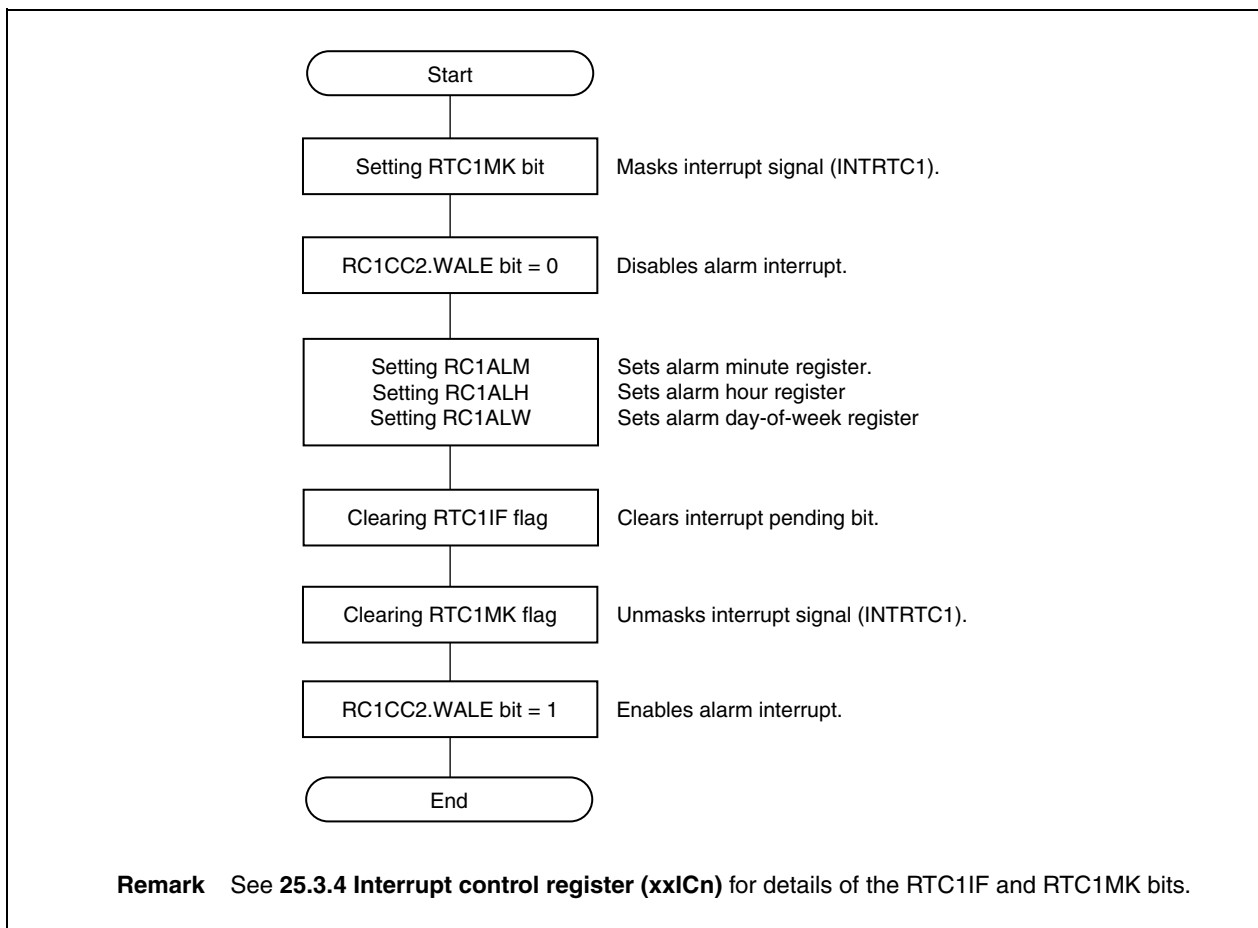 Start
Setting RTC1MK bit Masks interrupt signal (INTRTC1).
RC1CC2.WALE bit = 0 Disables alarm interrupt.
Setting RC1ALM Sets alarm minute register.
Setting RC1ALH Sets alarm hour register
Setting RC1ALW Sets alarm day-of-week register
Clearing RTC1IF flag Clears interrupt pending bit.
Clearing RTC1MK flag Unmasks interrupt signal (INTRTC1).
RC1CC2.WALE bit = 1 Enables alarm interrupt.
End
Remark See 25.3.4 Interrupt control register (xxICn) for details of the RTC1IF and RTC1MK bits.